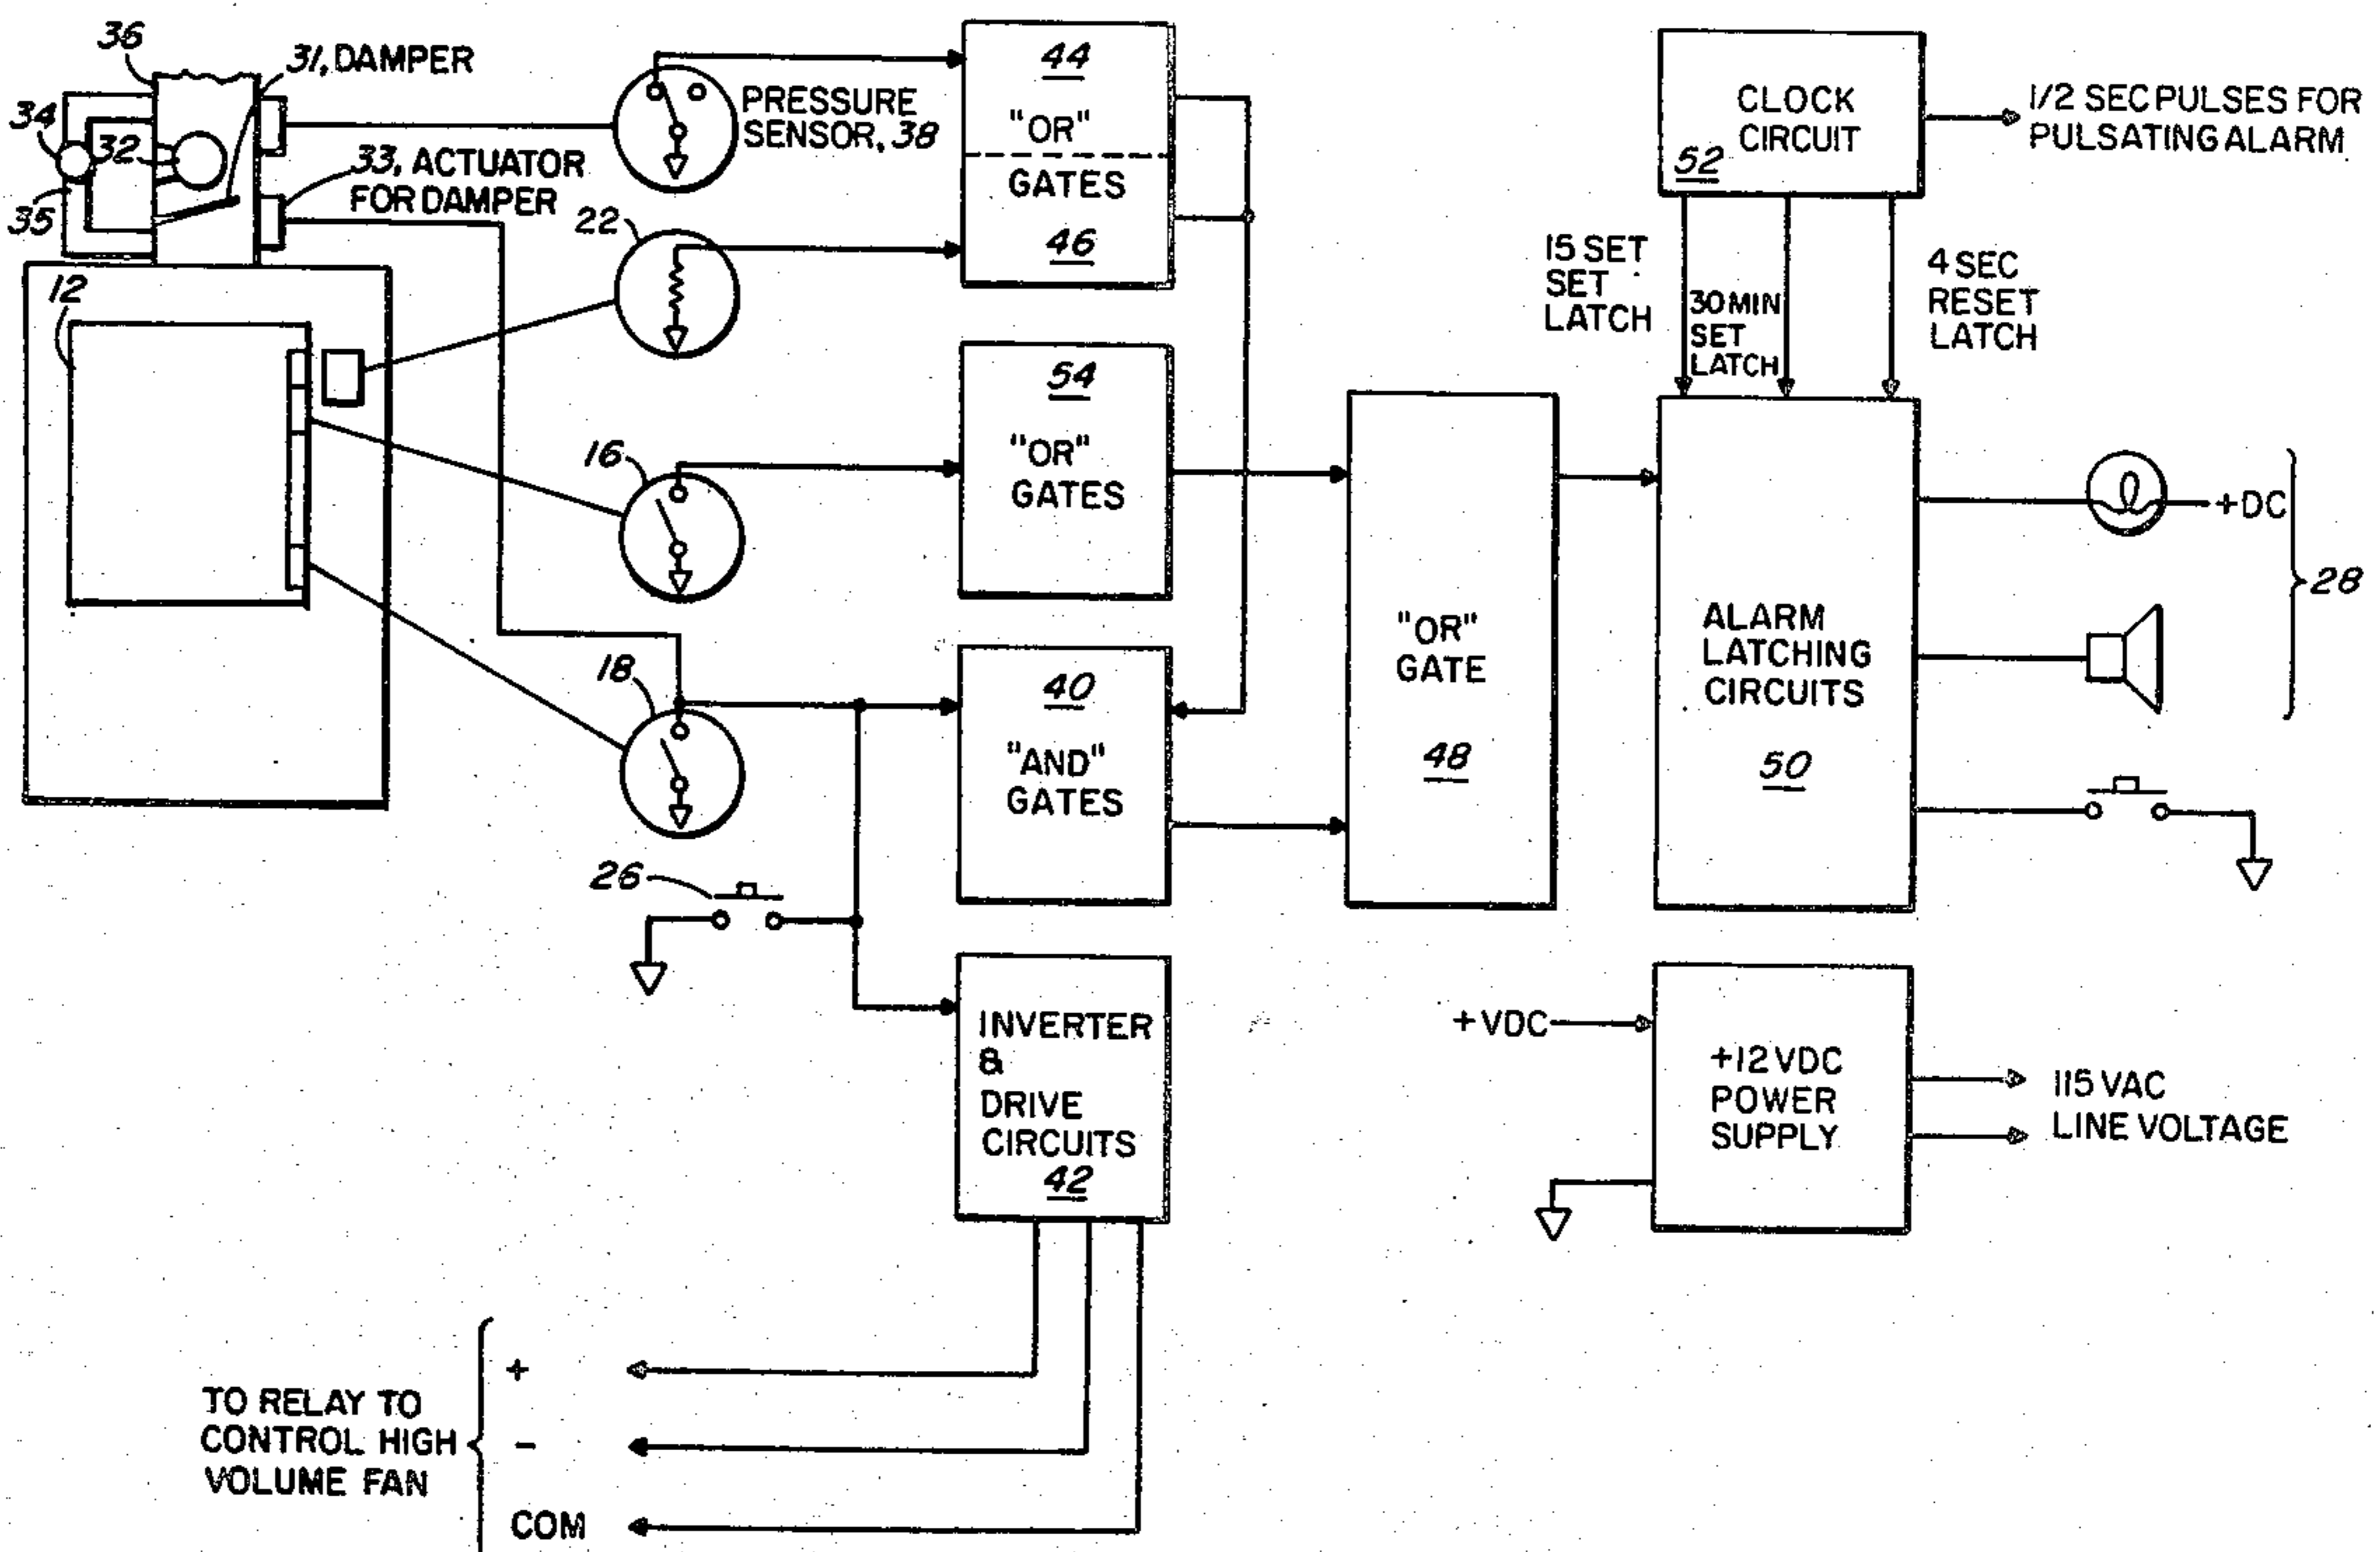 36
31, DAMPER
34
32
35
33, ACTUATOR
FOR DAMPER
PRESSURE
SENSOR, 38
22
12
16
18
26
44
"OR"
GATES
46
54
"OR"
GATES
40
"AND"
GATES
INVERTER
&
DRIVE
CIRCUITS
42
"OR"
GATE
48
CLOCK
CIRCUIT
52
1/2 SEC PULSES FOR
PULSATING ALARM
15 SET
SET
LATCH
30 MIN
SET
LATCH
4 SEC
RESET
LATCH
ALARM
LATCHING
CIRCUITS
50
+DC
28
+VDC
+12 VDC
POWER
SUPPLY
115 VAC
LINE VOLTAGE
TO RELAY TO
CONTROL HIGH
VOLUME FAN
+
-
COM